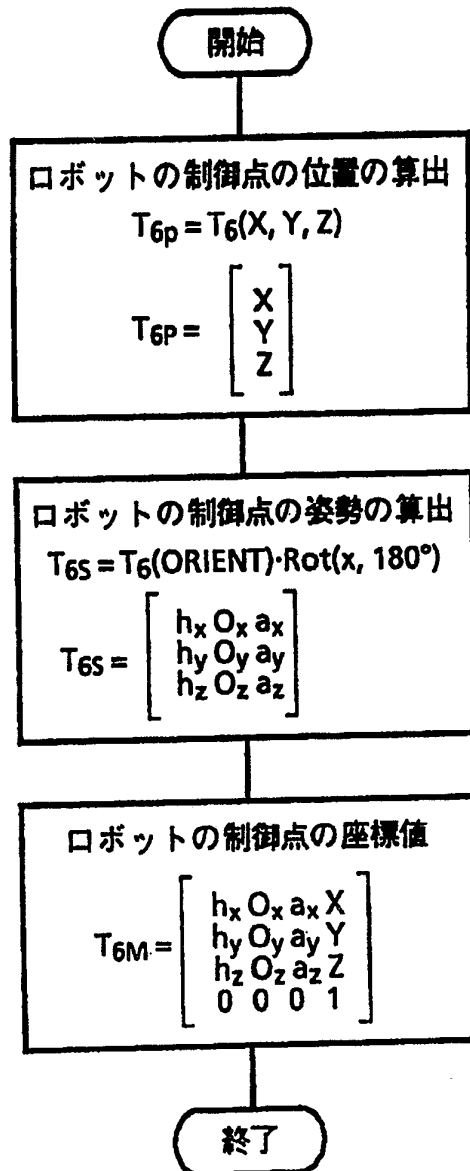 開始
ロボットの制御点の位置の算出
T6p=T6(X, Y, Z)
T6P=
X
Y
Z
ロボットの制御点の姿勢の算出
T6S=T6(ORIENT)·Rot(x, 180°)
T6S=
hx Ox ax
hy Oy ay
hz Oz az
ロボットの制御点の座標値
T6M=
hx Ox ax X
hy Oy ay Y
hz Oz az Z
0 0 0 1
終了